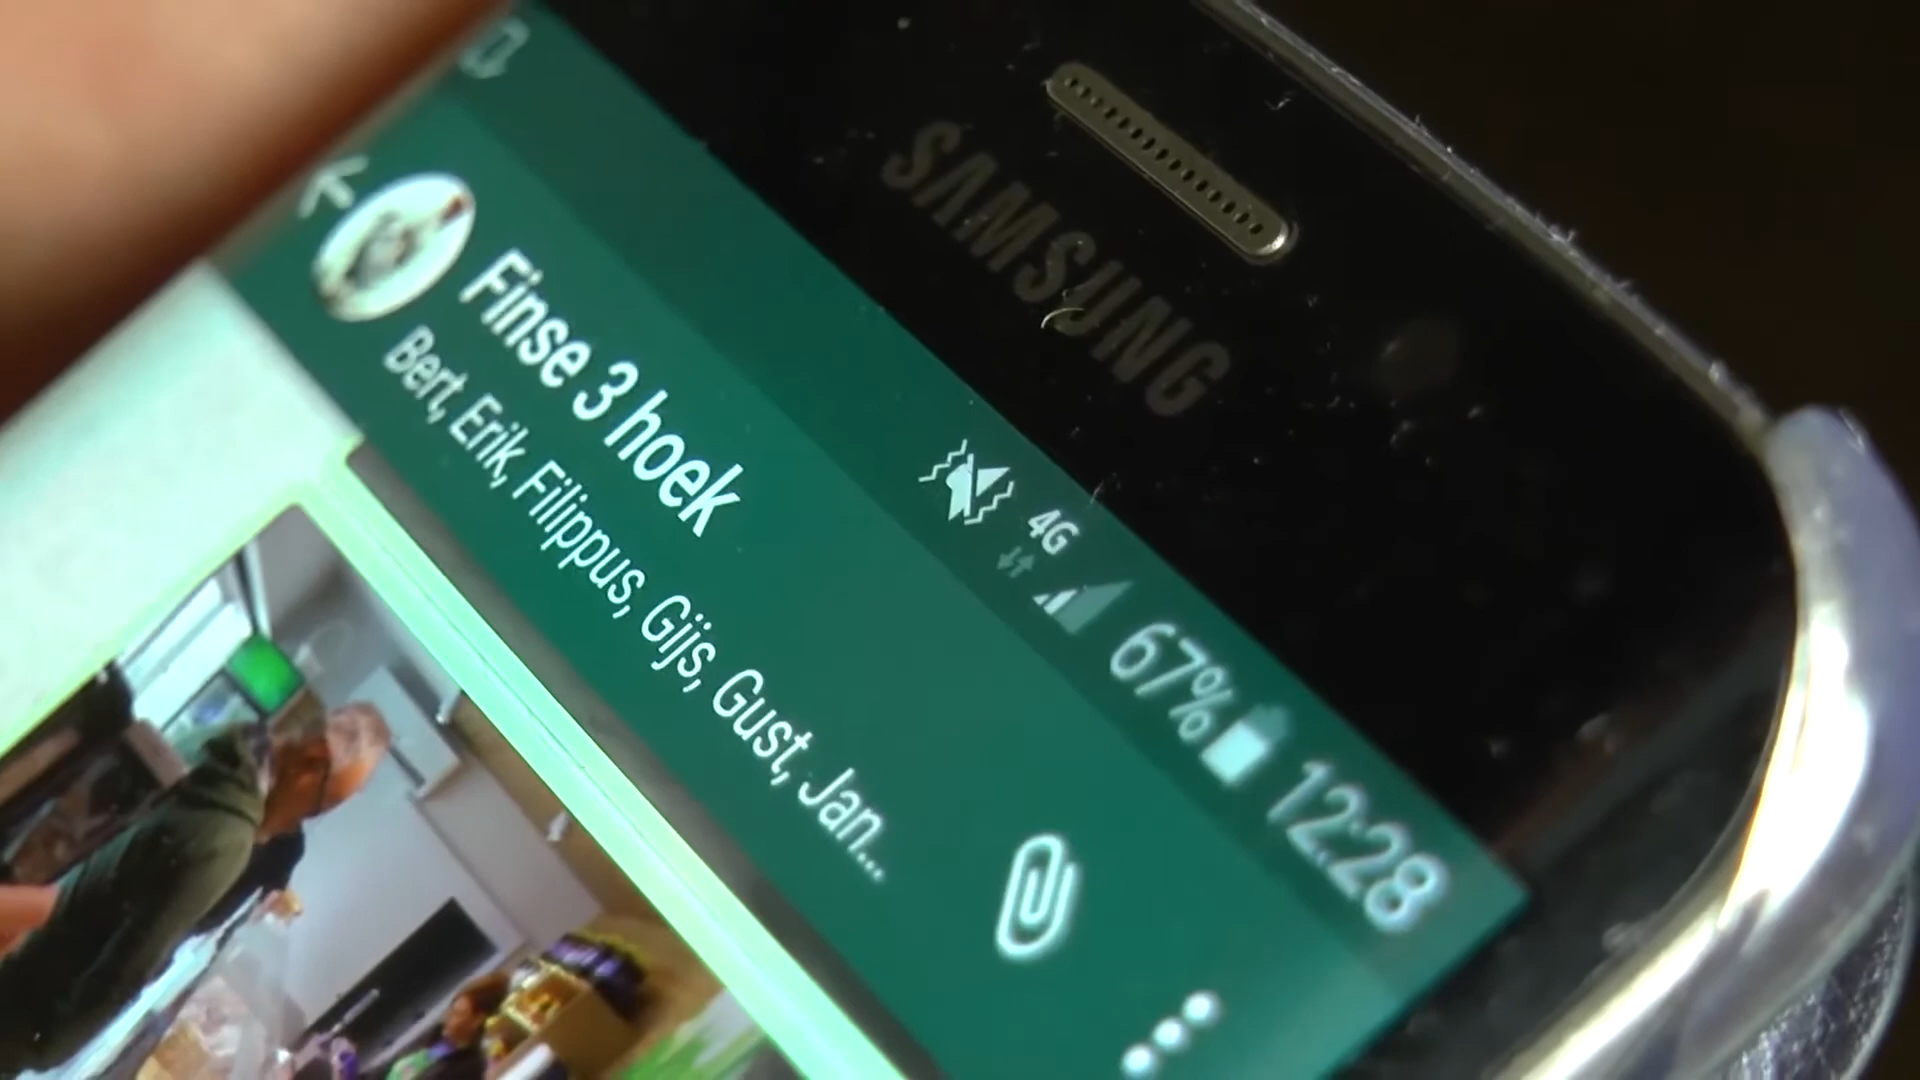 SAMSUNG
4G 67% 12:28
Finse 3 hoek
Bert, Erik, Filippus, Gijs, Gust, Jan...